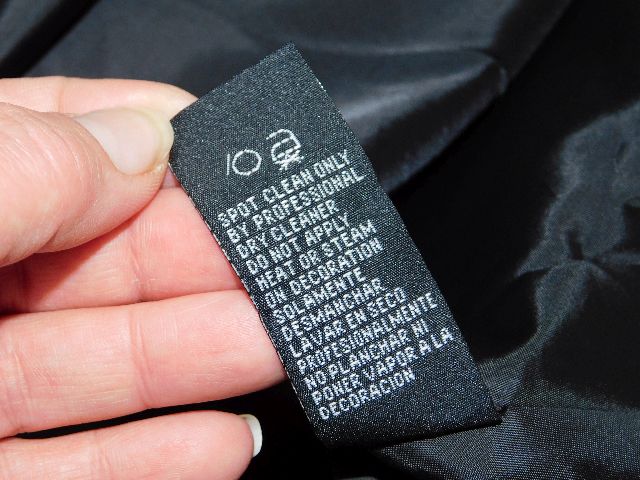 SPOT CLEAN ONLY
BY PROFESSIONAL
DRY CLEANER
DO NOT APPLY
HEAT OR STEAM
ON DECORATION
SOLAMENTE
DESMANCHAR
LAVAR EN SECO
PROFESIONALMENTE
NO PLANCHAR NI
PONER VAPOR A LA
DECORACION